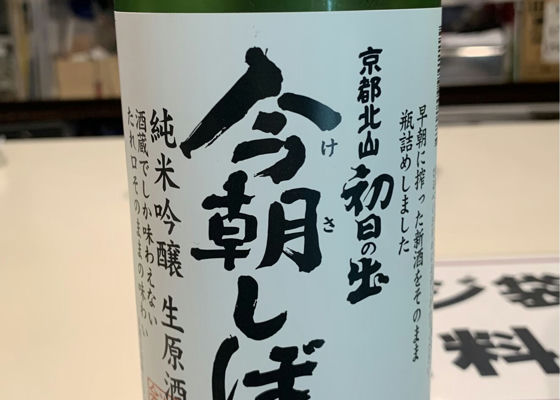 早朝に搾った新酒をそのまま
瓶詰めしました
京都北山 初日の出
今朝しぼ
けさ
純米吟醸 生原酒
酒蔵でしか味わえない
たれ口そのままの味わい
袋
料